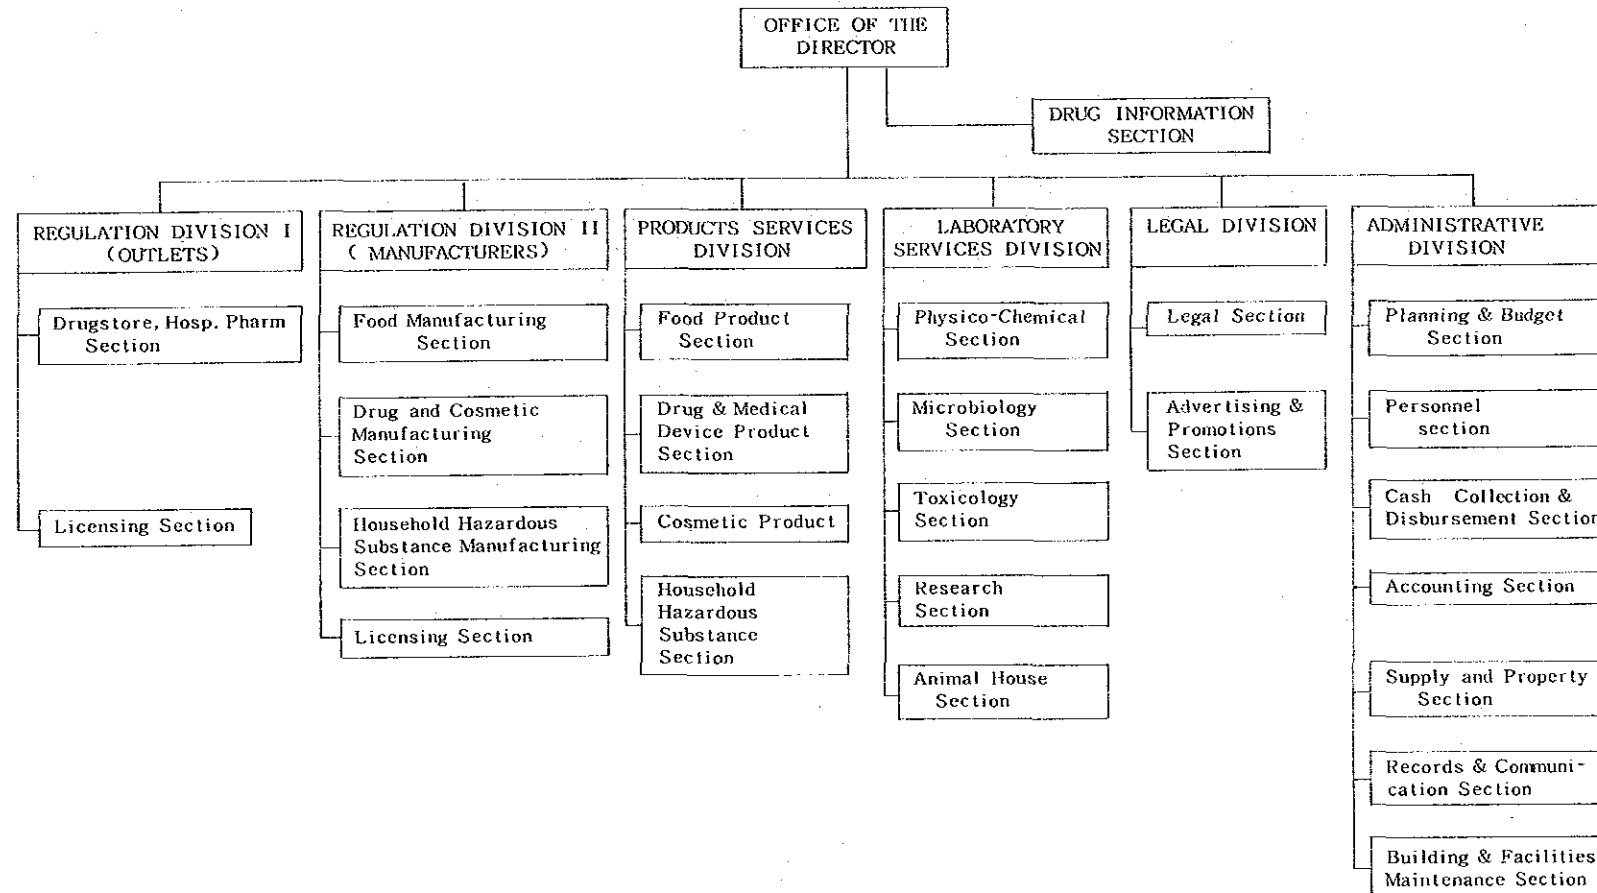 OFFICE OF THE
DIRECTOR
DRUG INFORMATION
SECTION
REGULATION DIVISION I
(OUTLETS)
Drugstore, Hosp. Pharm
Section
Licensing Section
REGULATION DIVISION II
( MANUFACTURERS)
Food Manufacturing
Section
Drug and Cosmetic
Manufacturing
Section
Household Hazardous
Substance Manufacturing
Section
Licensing Section
PRODUCTS SERVICES
DIVISION
Food Product
Section
Drug & Medical
Device Product
Section
Cosmetic Product
Household
Hazardous
Substance
Section
LABORATORY
SERVICES DIVISION
Physico-Chemical
Section
Microbiology
Section
Toxicology
Section
Research
Section
Animal House
Section
LEGAL DIVISION
Legal Section
Advertising &
Promotions
Section
ADMINISTRATIVE
DIVISION
Planning & Budget
Section
Personnel
section
Cash Collection &
Disbursement Section
Accounting Section
Supply and Property
Section
Records & Communi-
cation Section
Building & Facilities
Maintenance Section